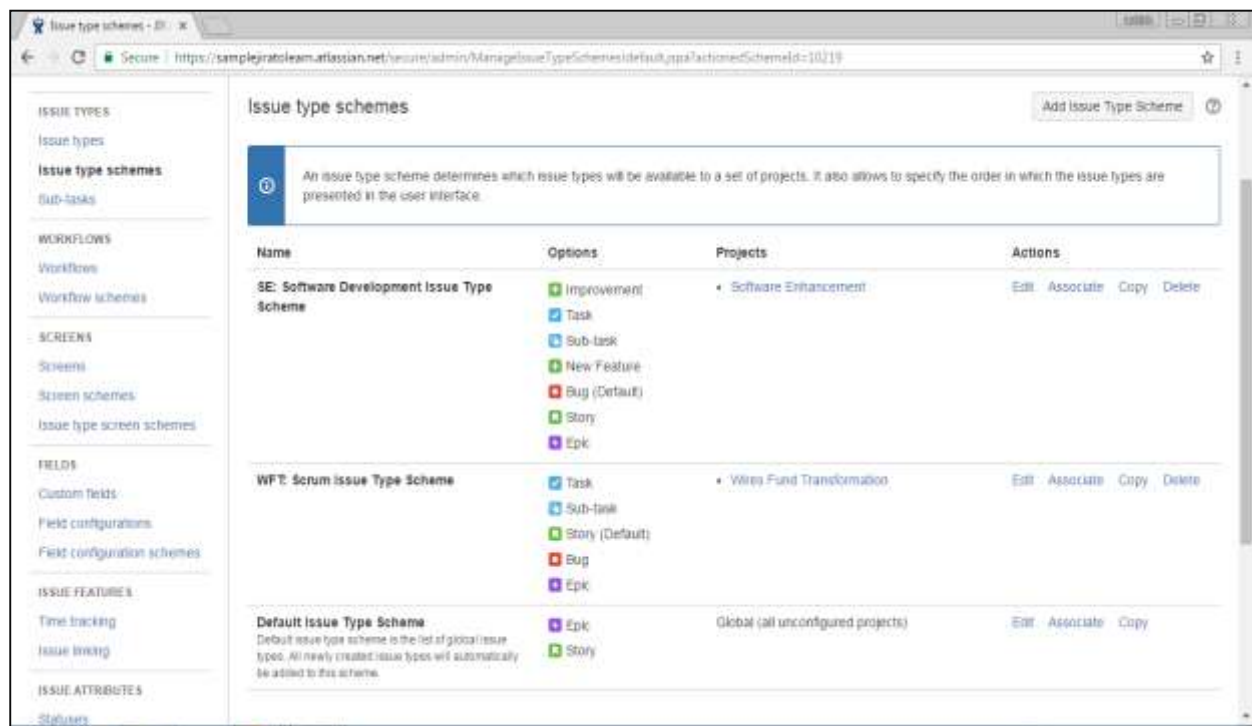 Issue type schemes - 
Secure | https://samplejiratolearn.atlassian.net/secure/admin/ManageIssueTypeSchemes!default.jspa?actionedSchemeId=10219
ISSUE TYPES
Issue types
Issue type schemes
Sub-tasks
WORKFLOWS
Workflows
Workflow schemes
SCREENS
Screens
Screen schemes
Issue type screen schemes
FIELDS
Custom fields
Field configurations
Field configuration schemes
ISSUE FEATURES
Time tracking
Issue linking
ISSUE ATTRIBUTES
Statuses
Issue type schemes
Add Issue Type Scheme
An issue type scheme determines which issue types will be available to a set of projects. It also allows to specify the order in which the issue types are
presented in the user interface.
Name Options Projects Actions
SE: Software Development Issue Type
Scheme
Improvement
Task
Sub-task
New Feature
Bug (Default)
Story
Epic
• Software Enhancement
Edit Associate Copy Delete
WFT: Scrum Issue Type Scheme
Task
Sub-task
Story (Default)
Bug
Epic
• Wires Fund Transformation
Edit Associate Copy Delete
Default Issue Type Scheme
Default issue type scheme is the list of global issue
types. All newly created issue types will automatically
be added to this scheme.
Epic
Story
Global (all unconfigured projects)
Edit Associate Copy